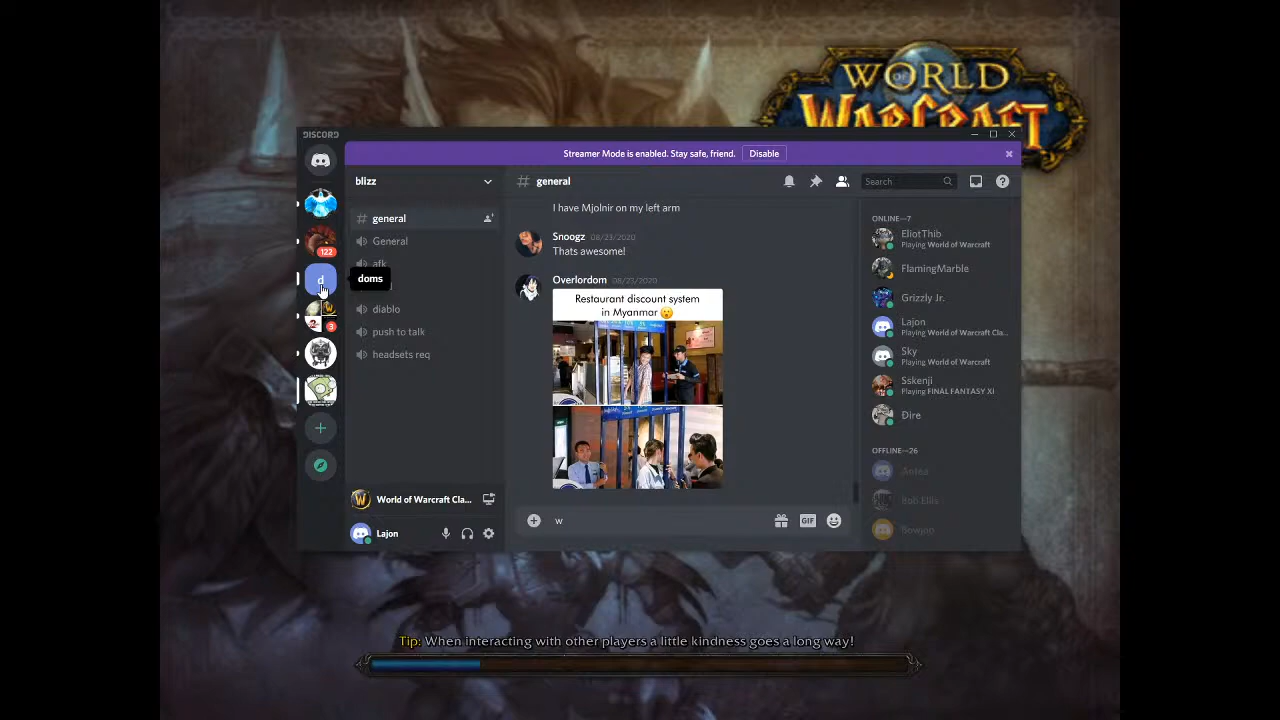 WORLD
OF
WARCRAFT
DISCORD
Streamer Mode is enabled. Stay safe, friend.
Disable
blizz
general
Search
I have Mjolnir on my left arm
general
General
afk
doms
d
diablo
push to talk
headsets req
122
3
2
Snoogz 08/23/2020
Thats awesome!
Overlordom 08/23/2020
Restaurant discount system
in Myanmar 😮
ONLINE—7
EliotThib
Playing World of Warcraft
FlamingMarble
Grizzly Jr.
Lajon
Playing World of Warcraft Cla...
Sky
Playing World of Warcraft
Sskenji
Playing FINAL FANTASY XI
Đire
OFFLINE—26
Antea
Bob Ellis
Bowjon
World of Warcraft Cla...
Lajon
w
GIF
Tip: When interacting with other players a little kindness goes a long way!